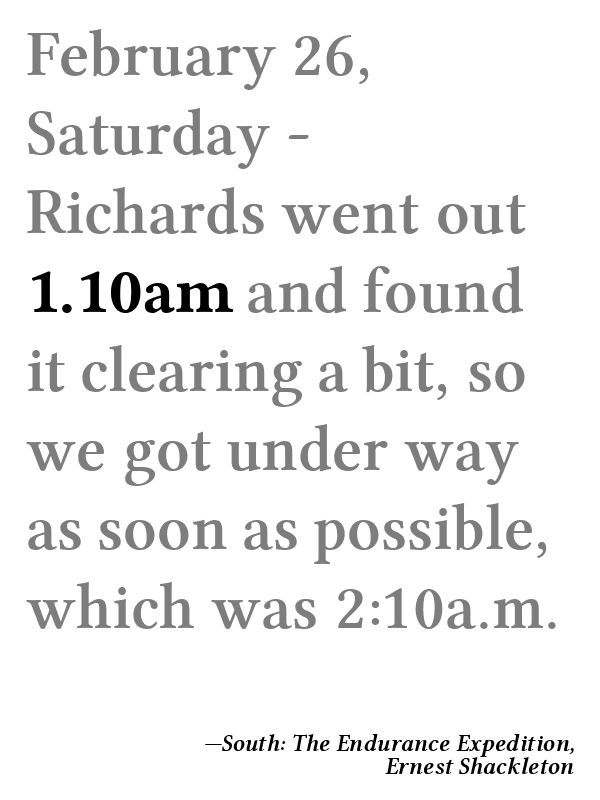 February 26,
Saturday -
Richards went out
1.10am and found
it clearing a bit, so
we got under way
as soon as possible,
which was 2:10a.m.
—South: The Endurance Expedition,
Ernest Shackleton